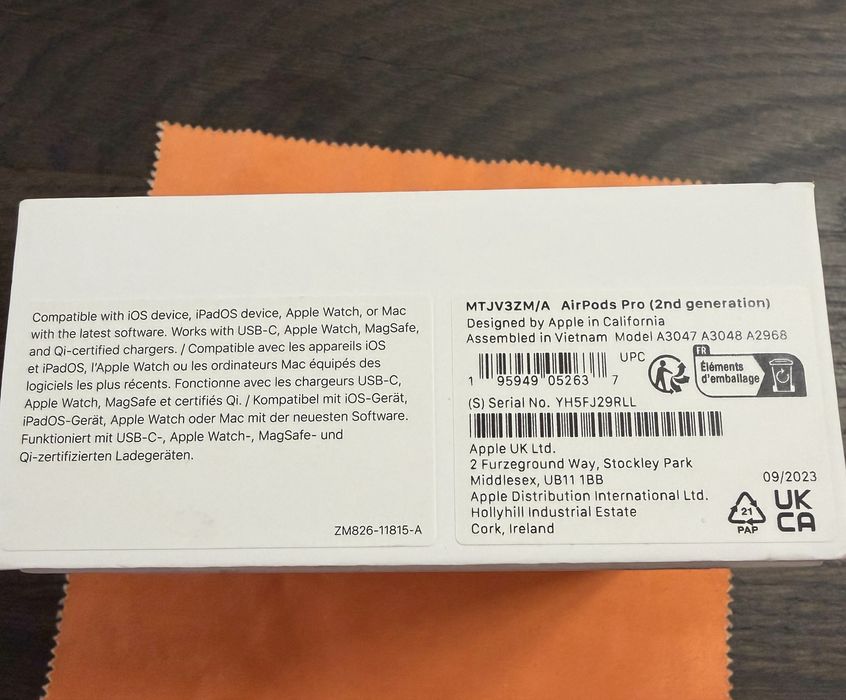 Compatible with iOS device, iPadOS device, Apple Watch, or Mac
with the latest software. Works with USB-C, Apple Watch, MagSafe,
and Qi-certified chargers. / Compatible avec les appareils iOS
et iPadOS, l'Apple Watch ou les ordinateurs Mac équipés des
logiciels les plus récents. Fonctionne avec les chargeurs USB-C,
Apple Watch, MagSafe et certifiés Qi. / Kompatibel mit iOS-Gerät,
iPadOS-Gerät, Apple Watch oder Mac mit der neuesten Software.
Funktioniert mit USB-C-, Apple Watch-, MagSafe- und
Qi-zertifizierten Ladegeräten.
ZM826-11815-A
MTJV3ZM/A AirPods Pro (2nd generation)
Designed by Apple in California
Assembled in Vietnam Model A3047 A3048 A2968
UPC
1 95949 05263 7
FR
Éléments
d'emballage
(S) Serial No. YH5FJ29RLL
Apple UK Ltd.
2 Furzeground Way, Stockley Park
Middlesex, UB11 1BB
Apple Distribution International Ltd.
Hollyhill Industrial Estate
Cork, Ireland
09/2023
21
PAP
UK
CA